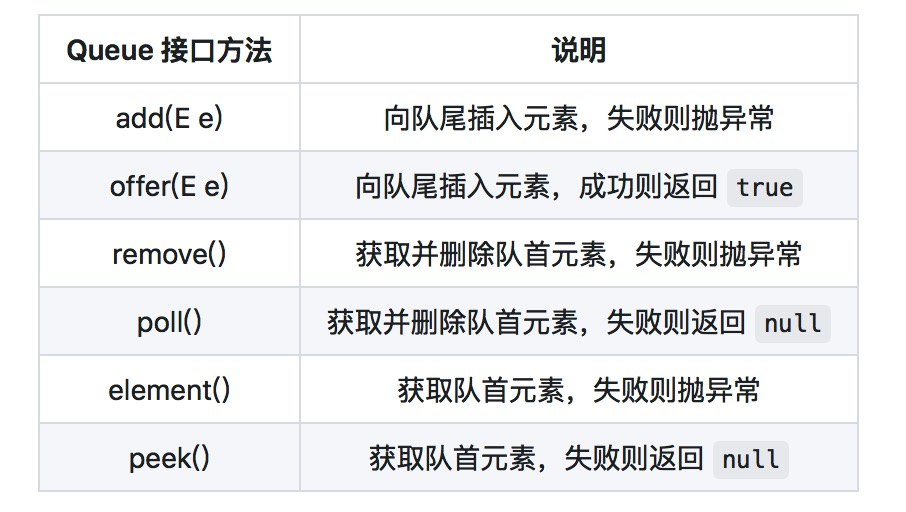 Queue 接口方法 说明
add(E e) 向队尾插入元素，失败则抛异常
offer(E e) 向队尾插入元素，成功则返回 true
remove() 获取并删除队首元素，失败则抛异常
poll() 获取并删除队首元素，失败则返回 null
element() 获取队首元素，失败则抛异常
peek() 获取队首元素，失败则返回 null